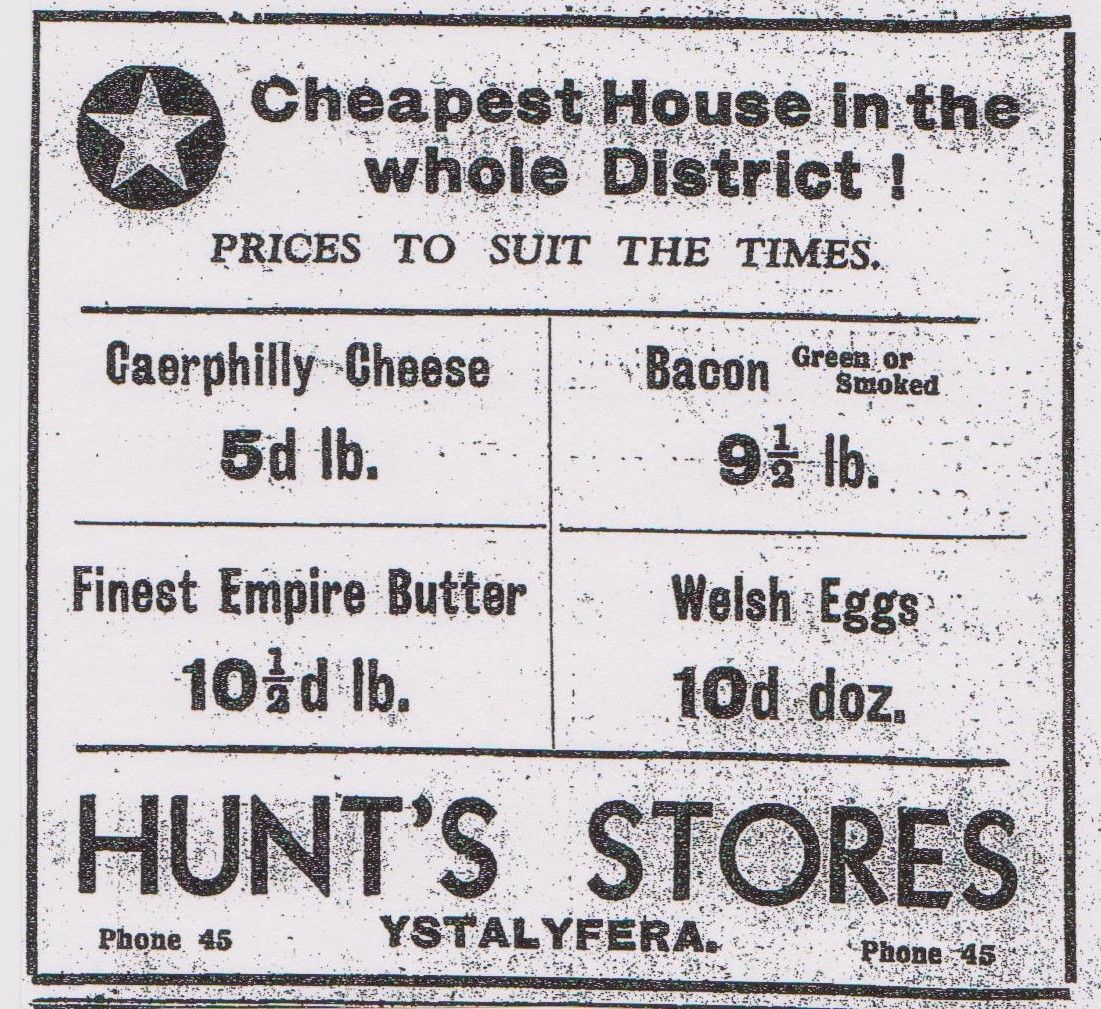 Cheapest House in the
whole District !
PRICES TO SUIT THE TIMES.
Caerphilly Cheese
5d lb.
Bacon Green or
Smoked
9½ lb.
Finest Empire Butter
10½d lb.
Welsh Eggs
10d doz.
HUNT'S STORES
YSTALYFERA.
Phone 45
Phone 45